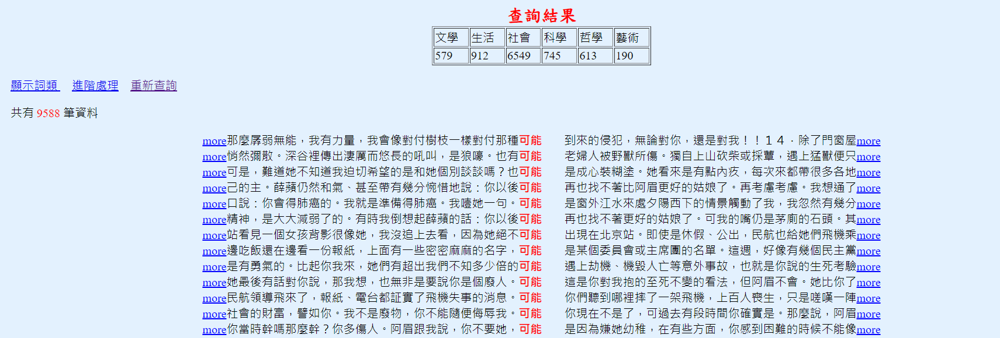 查詢結果
文學 生活 社會 科學 哲學 藝術
579 912 6549 745 613 190
顯示詞類 進階處理 重新查詢
共有 9588 筆資料
more那麼孱弱無能，我有力量，我會像對付樹枝一樣對付那種可能 到來的侵犯，無論對你，還是對我！！１４．除了門窗屋more
more悄然彌散。深谷裡傳出淒厲而悠長的吼叫，是狼嚎。也有可能 老婦人被野獸所傷。獨自上山砍柴或採蕈，遇上猛獸便只more
more可是，難道她不知道我迫切希望的是和她個別談談嗎？也可能 是成心裝糊塗。她看來是有點內疚，每次來都帶很多各地more
more己的主。薛蘋仍然和氣、甚至帶有幾分惋惜地說：你以後可能 再也找不著比阿眉更好的姑娘了。再考慮考慮。我想通了more
more口說：你會得肺癌的。我就是準備得肺癌。我噎她一句。可能 是窗外江水來處夕陽西下的情景觸動了我，我忽然有幾分more
more精神，是大大減弱了的。有時我倒想起薛蘋的話：你以後可能 再也找不著更好的姑娘了。可我的嘴仍是茅廁的石頭。其more
more站看見一個女孩背影很像她，我沒追上去看，因為她絕不可能 出現在北京站。即使是休假、公出，民航也給她們飛機乘more
more邊吃飯還在邊看一份報紙，上面有一些密密麻麻的名字，可能 是某個委員會或主席團的名單。這週，好像有幾個民主黨more
more是有勇氣的。比起你我來，她們有超出我們不知多少倍的可能 遇上劫機、機毀人亡等意外事故，也就是你說的生死考驗more
more她最後有話對你說，那我想，也無非是要說你是個廢人。可能 這是你對我抱的至死不變的看法，但阿眉不會。她比你了more
more民航領導飛來了，報紙、電台都証實了飛機失事的消息。可能 你們聽到哪裡摔了一架飛機，上百人喪生，只是嗟嘆一陣more
more社會的財富，譬如你。我不是廢物，你不能隨便侮辱我。可能 你現在不是了，可過去有段時間你確實是。那麼說，阿眉more
more你當時幹嗎那麼幹？你多傷人。阿眉跟我說，你不要她，可能 是因為嫌她幼稚，在有些方面，你感到困難的時候不能像more